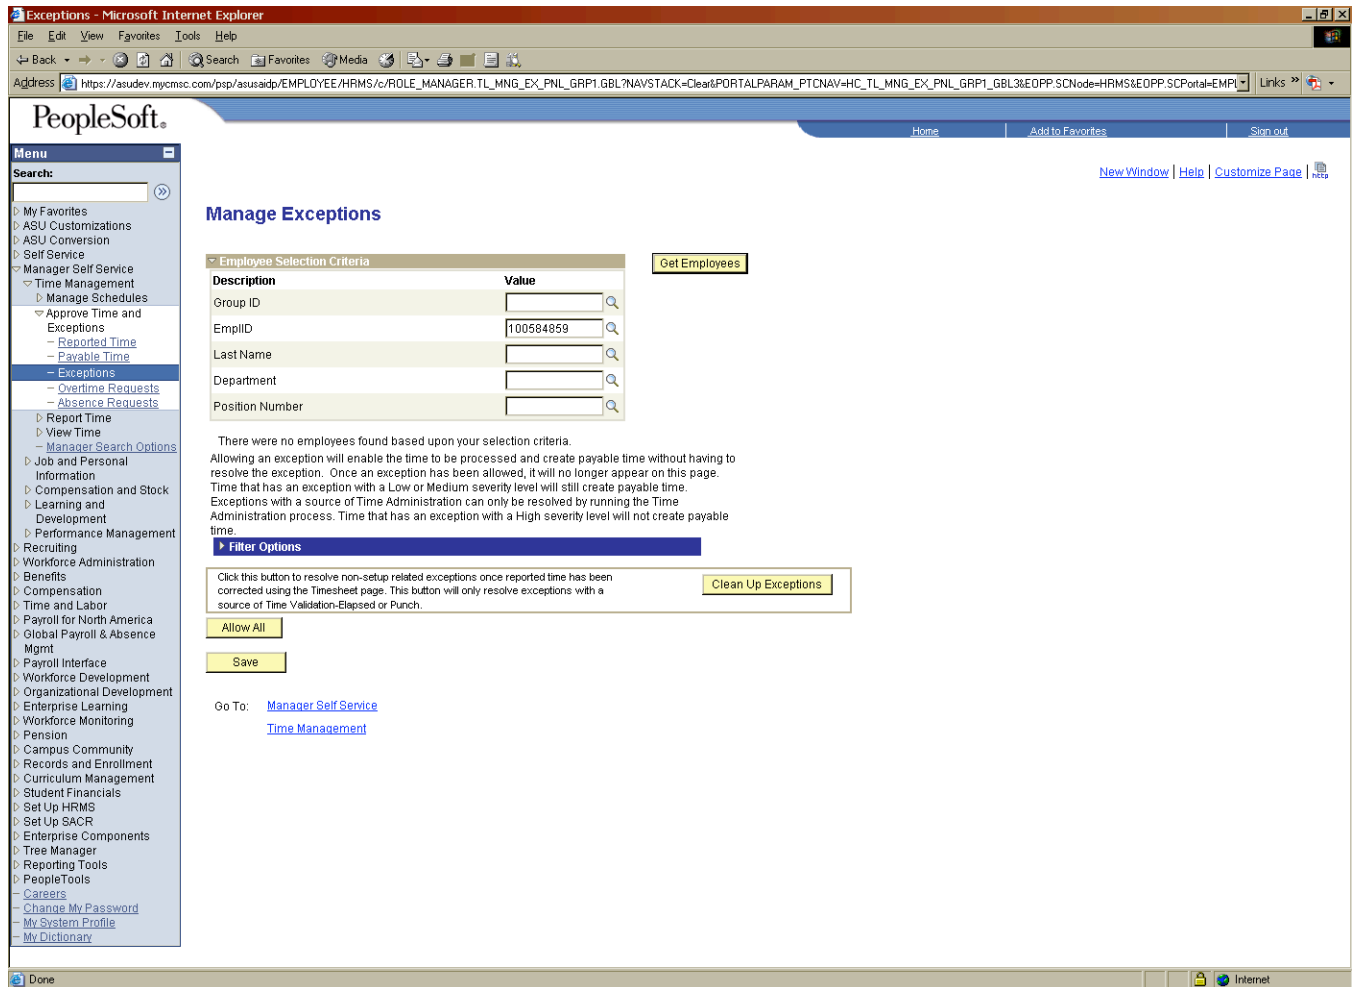 Exceptions - Microsoft Internet Explorer
File Edit View Favorites Tools Help
Back Search Favorites Media
Address https://asudev.mycmsc.com/psp/asusaidp/EMPLOYEE/HRMS/c/ROLE_MANAGER.TL_MNG_EX_PNL_GRP1.GBL?NAVSTACK=Clear&PORTALPARAM_PTCNAV=HC_TL_MNG_EX_PNL_GRP1_GBL3&EOPP.SCNode=HRMS&EOPP.SCPortal=EMPL Links »
PeopleSoft®
Home Add to Favorites Sign out
Menu
Search:
New Window | Help | Customize Page | http
My Favorites
ASU Customizations
ASU Conversion
Self Service
Manager Self Service
Time Management
Manage Schedules
Approve Time and
Exceptions
– Reported Time
– Payable Time
– Exceptions
– Overtime Requests
– Absence Requests
Report Time
View Time
– Manager Search Options
Job and Personal
Information
Compensation and Stock
Learning and
Development
Performance Management
Recruiting
Workforce Administration
Benefits
Compensation
Time and Labor
Payroll for North America
Global Payroll & Absence
Mgmt
Payroll Interface
Workforce Development
Organizational Development
Enterprise Learning
Workforce Monitoring
Pension
Campus Community
Records and Enrollment
Curriculum Management
Student Financials
Set Up HRMS
Set Up SACR
Enterprise Components
Tree Manager
Reporting Tools
PeopleTools
– Careers
– Change My Password
– My System Profile
– My Dictionary
Manage Exceptions
Employee Selection Criteria
Get Employees
Description Value
Group ID
EmplID 100584859
Last Name
Department
Position Number
There were no employees found based upon your selection criteria.
Allowing an exception will enable the time to be processed and create payable time without having to
resolve the exception. Once an exception has been allowed, it will no longer appear on this page.
Time that has an exception with a Low or Medium severity level will still create payable time.
Exceptions with a source of Time Administration can only be resolved by running the Time
Administration process. Time that has an exception with a High severity level will not create payable
time.
Filter Options
Click this button to resolve non-setup related exceptions once reported time has been
corrected using the Timesheet page. This button will only resolve exceptions with a
source of Time Validation-Elapsed or Punch.
Clean Up Exceptions
Allow All
Save
Go To: Manager Self Service
Time Management
Done Internet